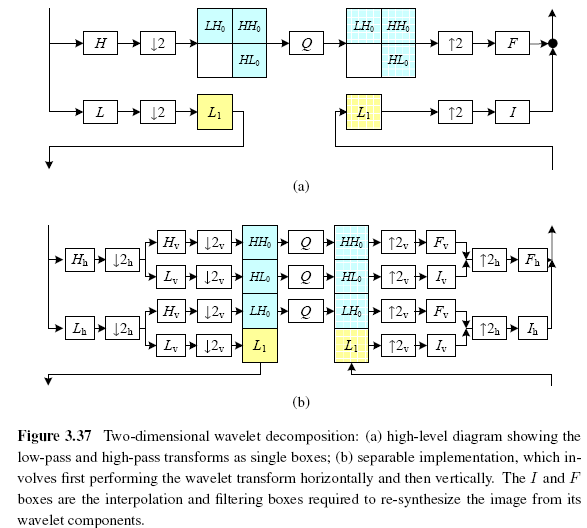 LH₀ HH₀ LH₀ HH₀
H ↓2 Q ↑2 F
HL₀ HL₀
L ↓2 L₁ L₁ ↑2 I
(a)
Hᵥ ↓2ᵥ HH₀ Q HH₀ ↑2ᵥ Fᵥ
Hₕ ↓2ₕ ↑2ₕ Fₕ
Lᵥ ↓2ᵥ HL₀ Q HL₀ ↑2ᵥ Iᵥ
Hᵥ ↓2ᵥ LH₀ Q LH₀ ↑2ᵥ Fᵥ
Lₕ ↓2ₕ ↑2ₕ Iₕ
Lᵥ ↓2ᵥ L₁ L₁ ↑2ᵥ Iᵥ
(b)
Figure 3.37 Two-dimensional wavelet decomposition: (a) high-level diagram showing the
low-pass and high-pass transforms as single boxes; (b) separable implementation, which in-
volves first performing the wavelet transform horizontally and then vertically. The I and F
boxes are the interpolation and filtering boxes required to re-synthesize the image from its
wavelet components.